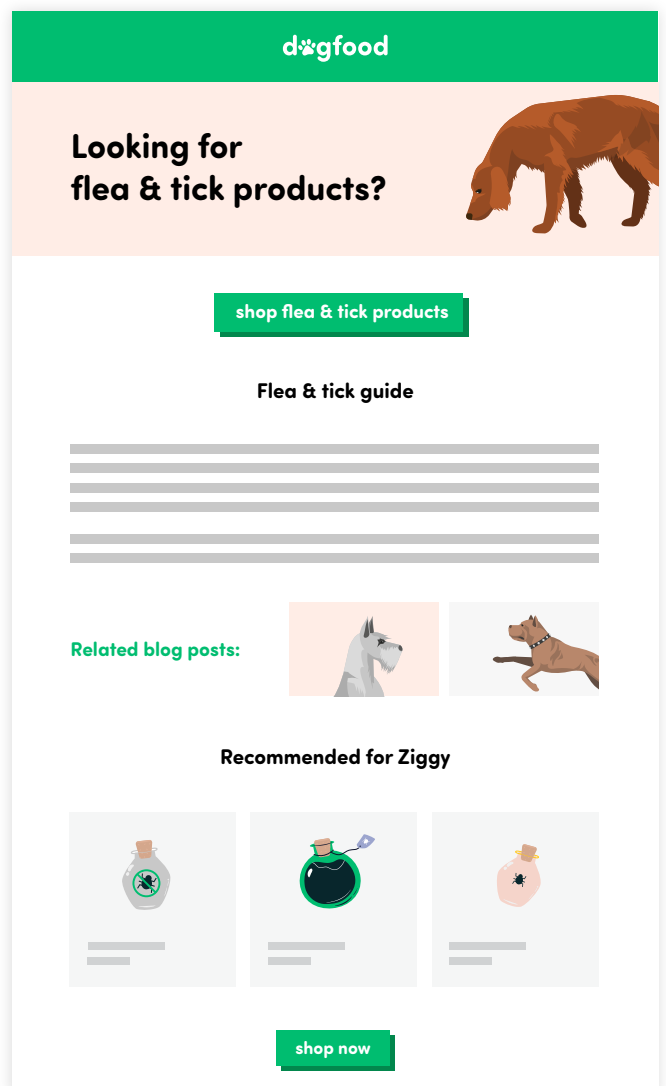 dogfood
Looking for
flea & tick products?
shop flea & tick products
Flea & tick guide
Related blog posts:
Recommended for Ziggy
shop now